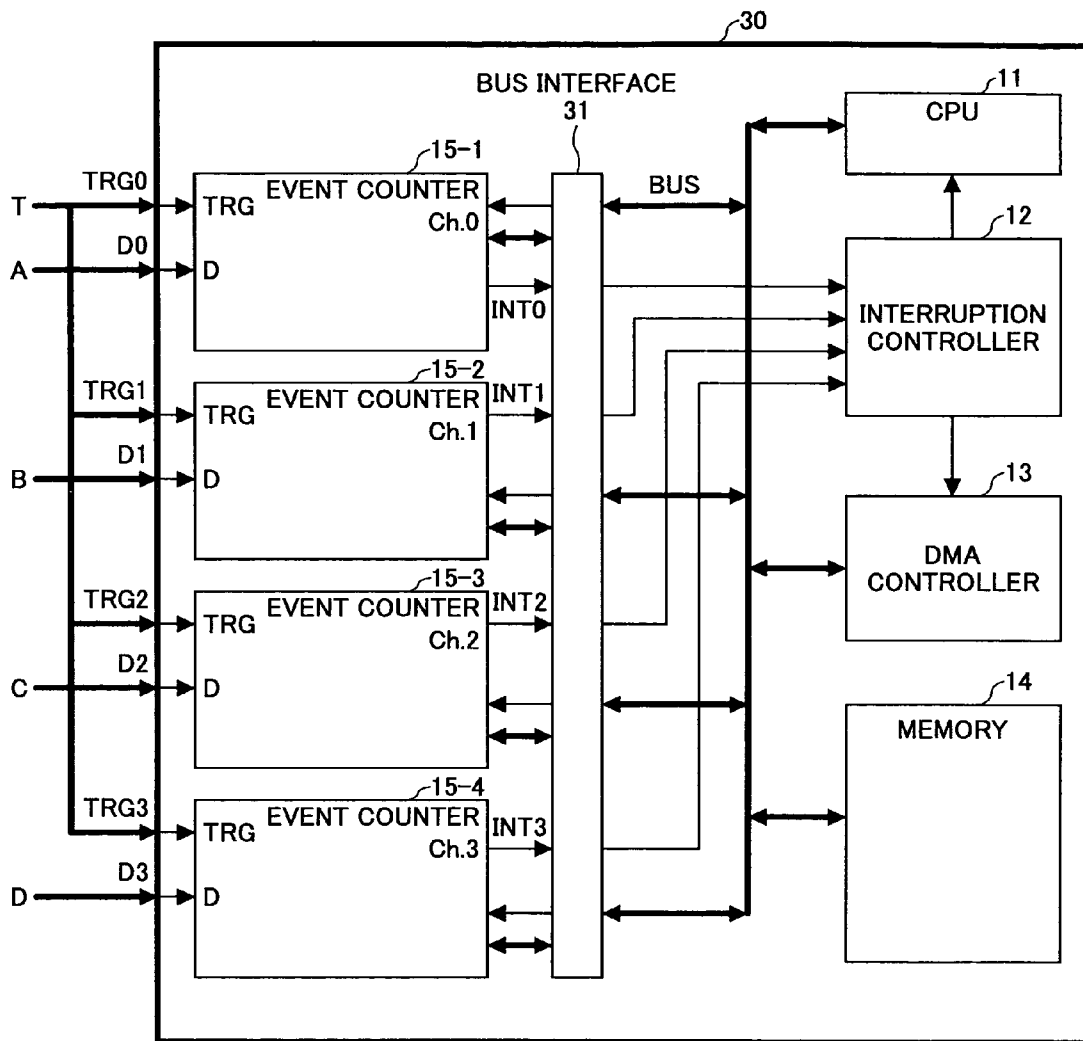 30
BUS INTERFACE
31
11
CPU
15-1
TRG0
T
TRG
EVENT COUNTER
Ch.0
BUS
12
D0
A
D
INT0
INTERRUPTION
CONTROLLER
15-2
TRG1
TRG
EVENT COUNTER
Ch.1
INT1
D1
B
D
13
DMA
CONTROLLER
15-3
TRG2
TRG
EVENT COUNTER
Ch.2
INT2
D2
C
D
14
MEMORY
15-4
TRG3
TRG
EVENT COUNTER
Ch.3
INT3
D3
D
D